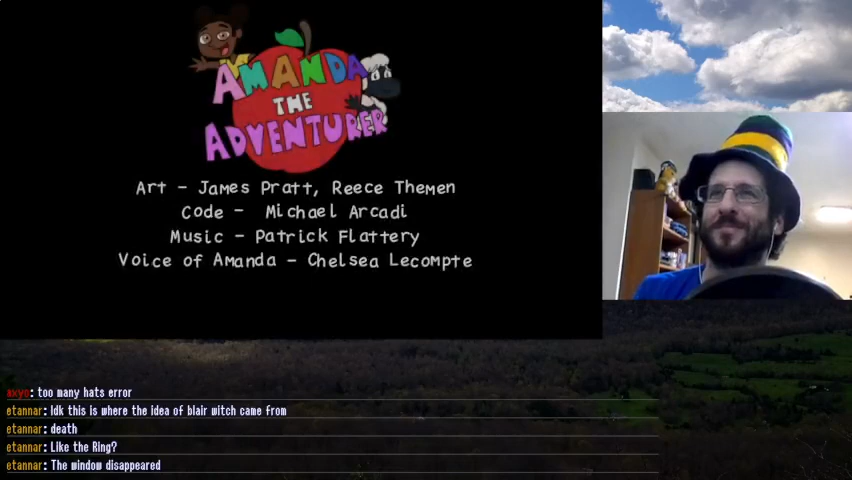 AMANDA
THE
ADVENTURER
Art - James Pratt, Reece Themen
Code - Michael Arcadi
Music - Patrick Flattery
Voice of Amanda - Chelsea Lecompte
axyo: too many hats error
etannar: Idk this is where the idea of blair witch came from
etannar: death
etannar: Like the Ring?
etannar: The window disappeared